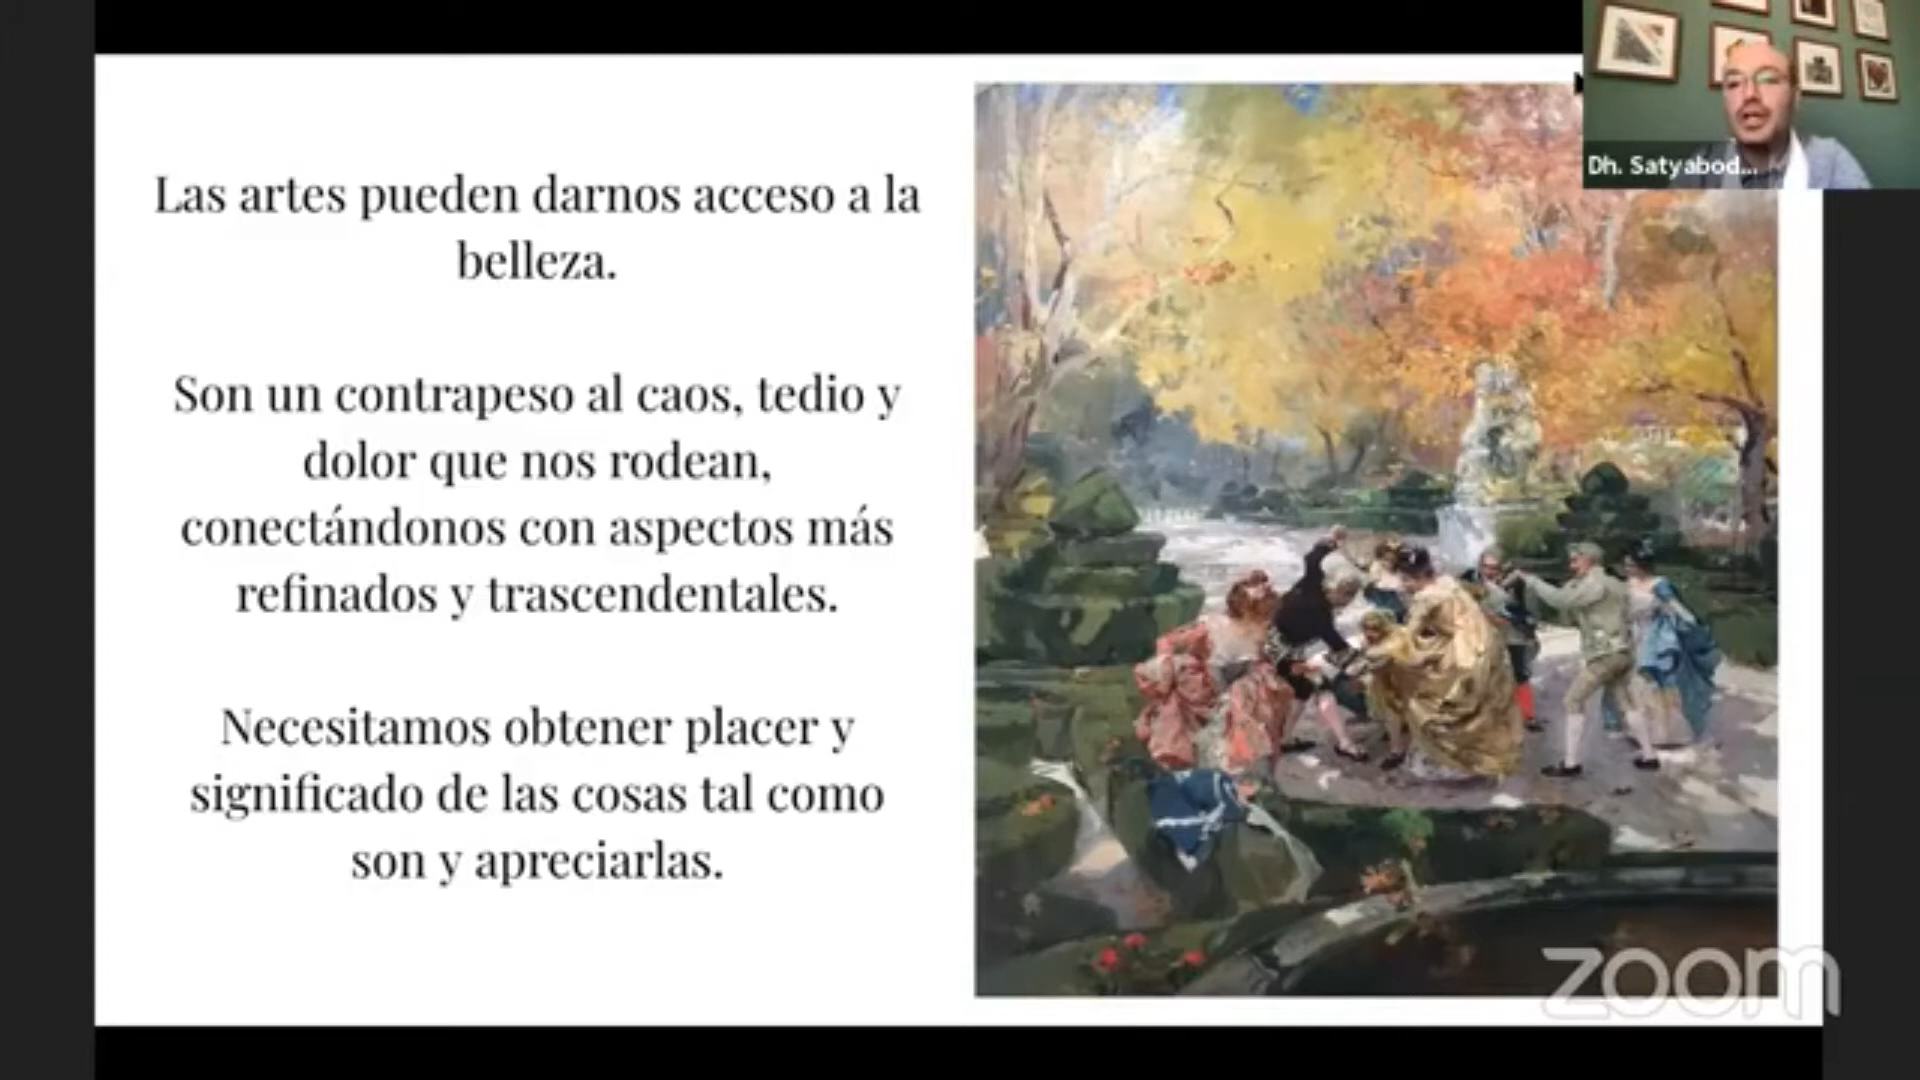 Las artes pueden darnos acceso a la
belleza.
Son un contrapeso al caos, tedio y
dolor que nos rodean,
conectándonos con aspectos más
refinados y trascendentales.
Necesitamos obtener placer y
significado de las cosas tal como
son y apreciarlas.
Dh. Satyabod...
zoom